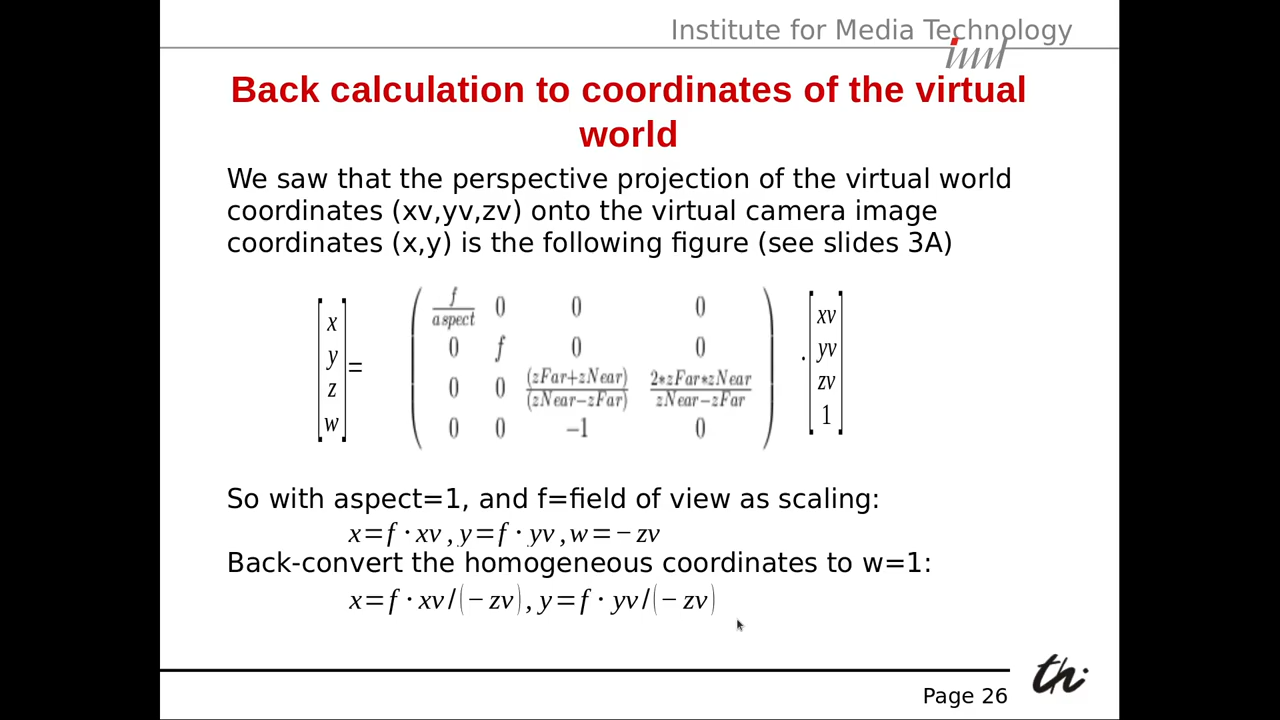 Institute for Media Technology
imt
Back calculation to coordinates of the virtual
world
We saw that the perspective projection of the virtual world
coordinates (xv,yv,zv) onto the virtual camera image
coordinates (x,y) is the following figure (see slides 3A)
[x y z w] = ( f/aspect 0 0 0
0 f 0 0
0 0 (zFar+zNear)/(zNear−zFar) 2*zFar*zNear/zNear−zFar
0 0 −1 0 ) · [xv yv zv 1]
So with aspect=1, and f=field of view as scaling:
x=f·xv, y=f·yv, w=−zv
Back-convert the homogeneous coordinates to w=1:
x=f·xv/(−zv), y=f·yv/(−zv)
th
Page 26